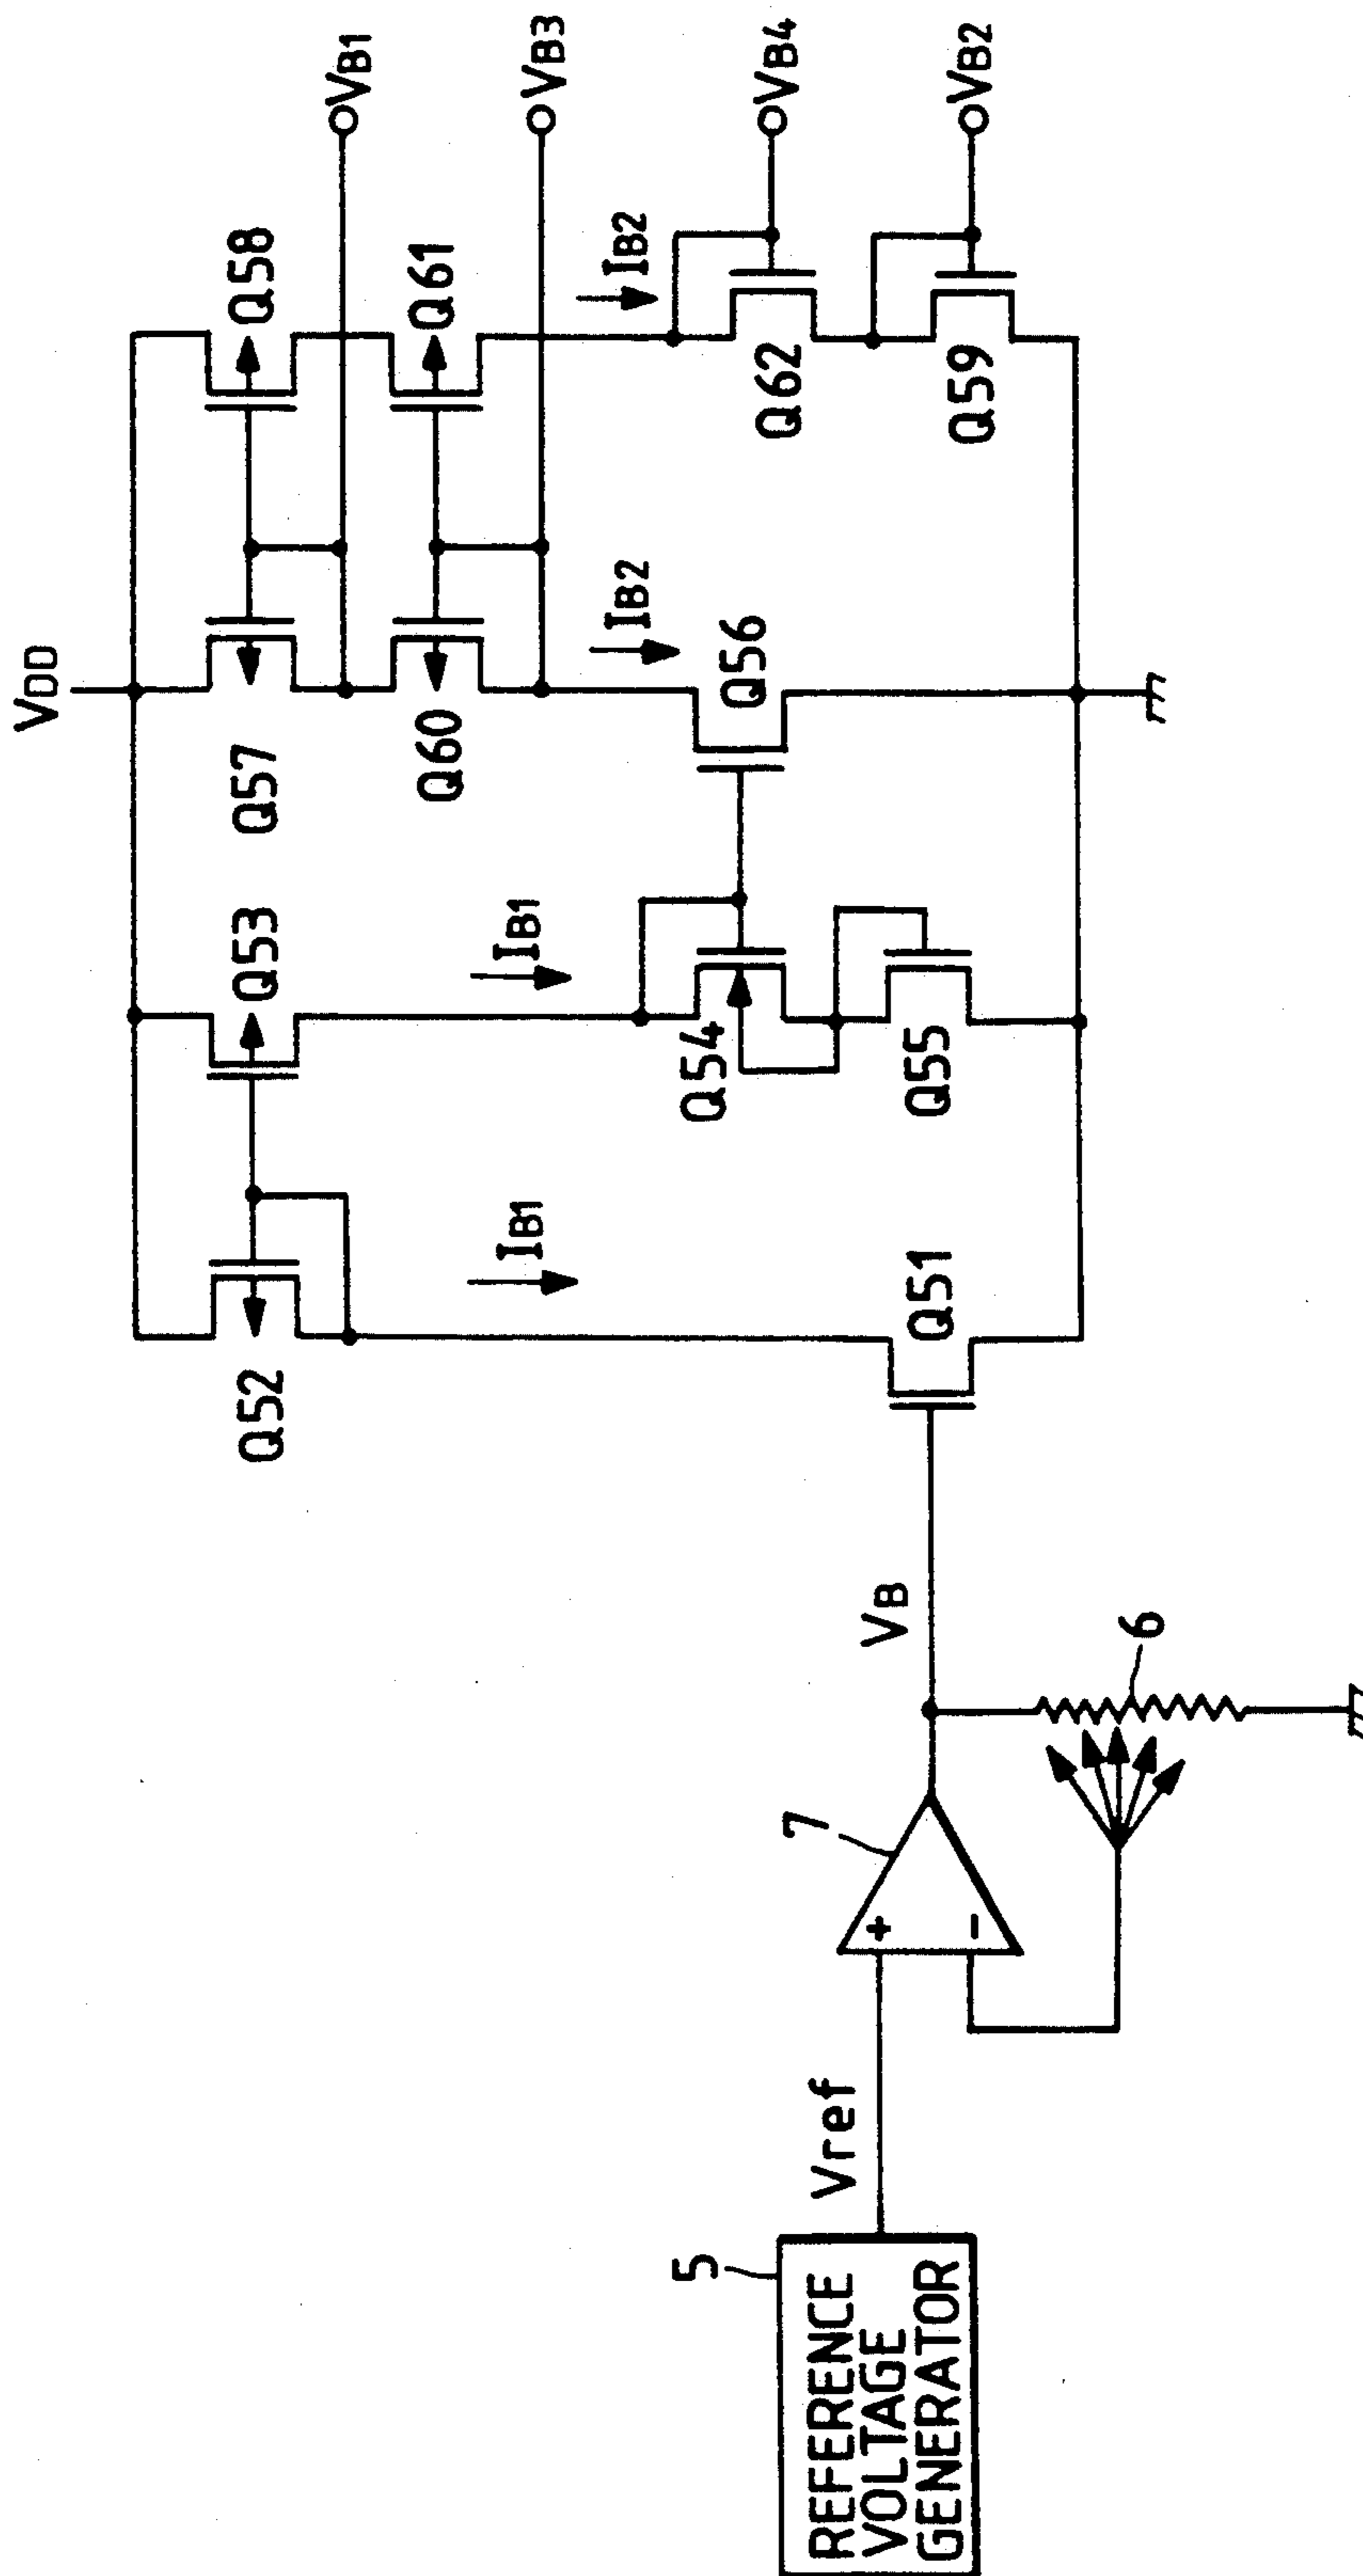 REFERENCE
VOLTAGE
GENERATOR
5
Vref
7
+
-
6
VB
Q52
Q51
IB1
Q53
IB1
Q54
Q55
VDD
Q57
Q60
IB2
Q56
Q58
Q61
IB2
Q62
Q59
VB1
VB3
VB4
VB2